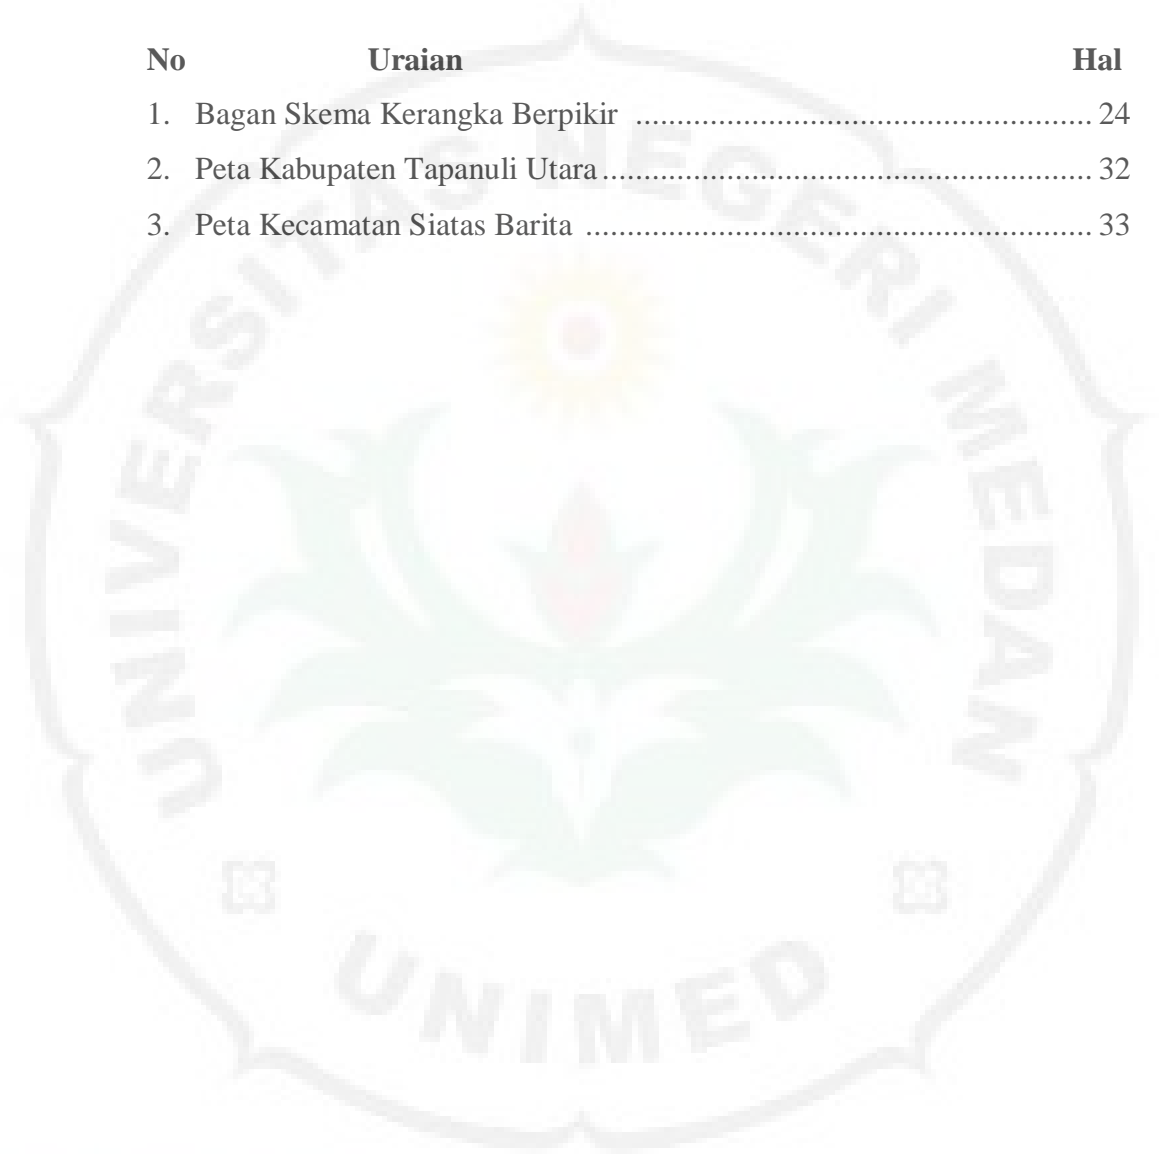 No Uraian Hal
1. Bagan Skema Kerangka Berpikir ........................................................ 24
2. Peta Kabupaten Tapanuli Utara ............................................................ 32
3. Peta Kecamatan Siatas Barita .............................................................. 33
UNIVERSITAS NEGERI MEDAN
UNIMED